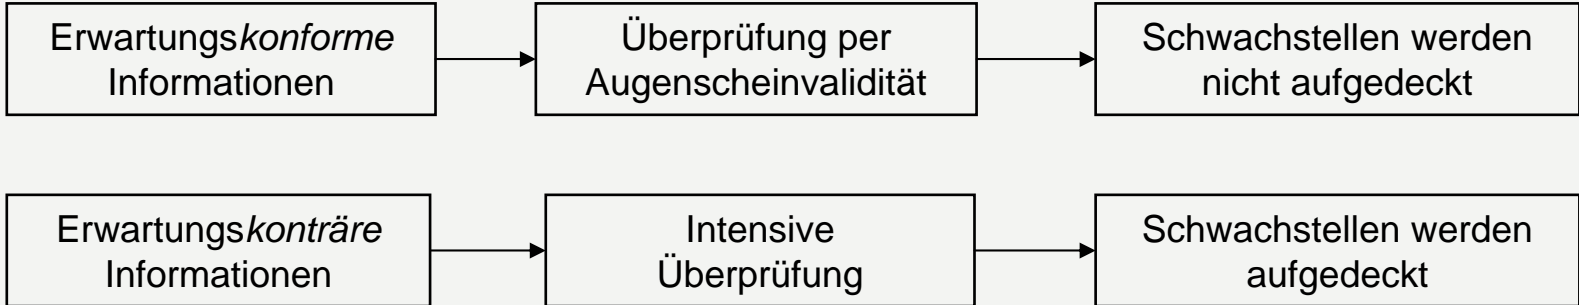 Erwartungskonforme
Informationen
Überprüfung per
Augenscheinvalidität
Schwachstellen werden
nicht aufgedeckt
Erwartungskonträre
Informationen
Intensive
Überprüfung
Schwachstellen werden
aufgedeckt